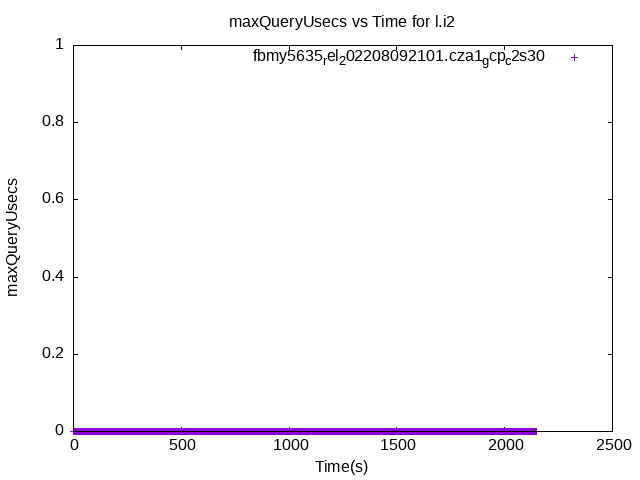 maxQueryUsecs vs Time for l.i2
fbmy5635rel202208092101.cza1gcpc2s30
maxQueryUsecs
1
0.8
0.6
0.4
0.2
0
0 500 1000 1500 2000 2500
Time(s)